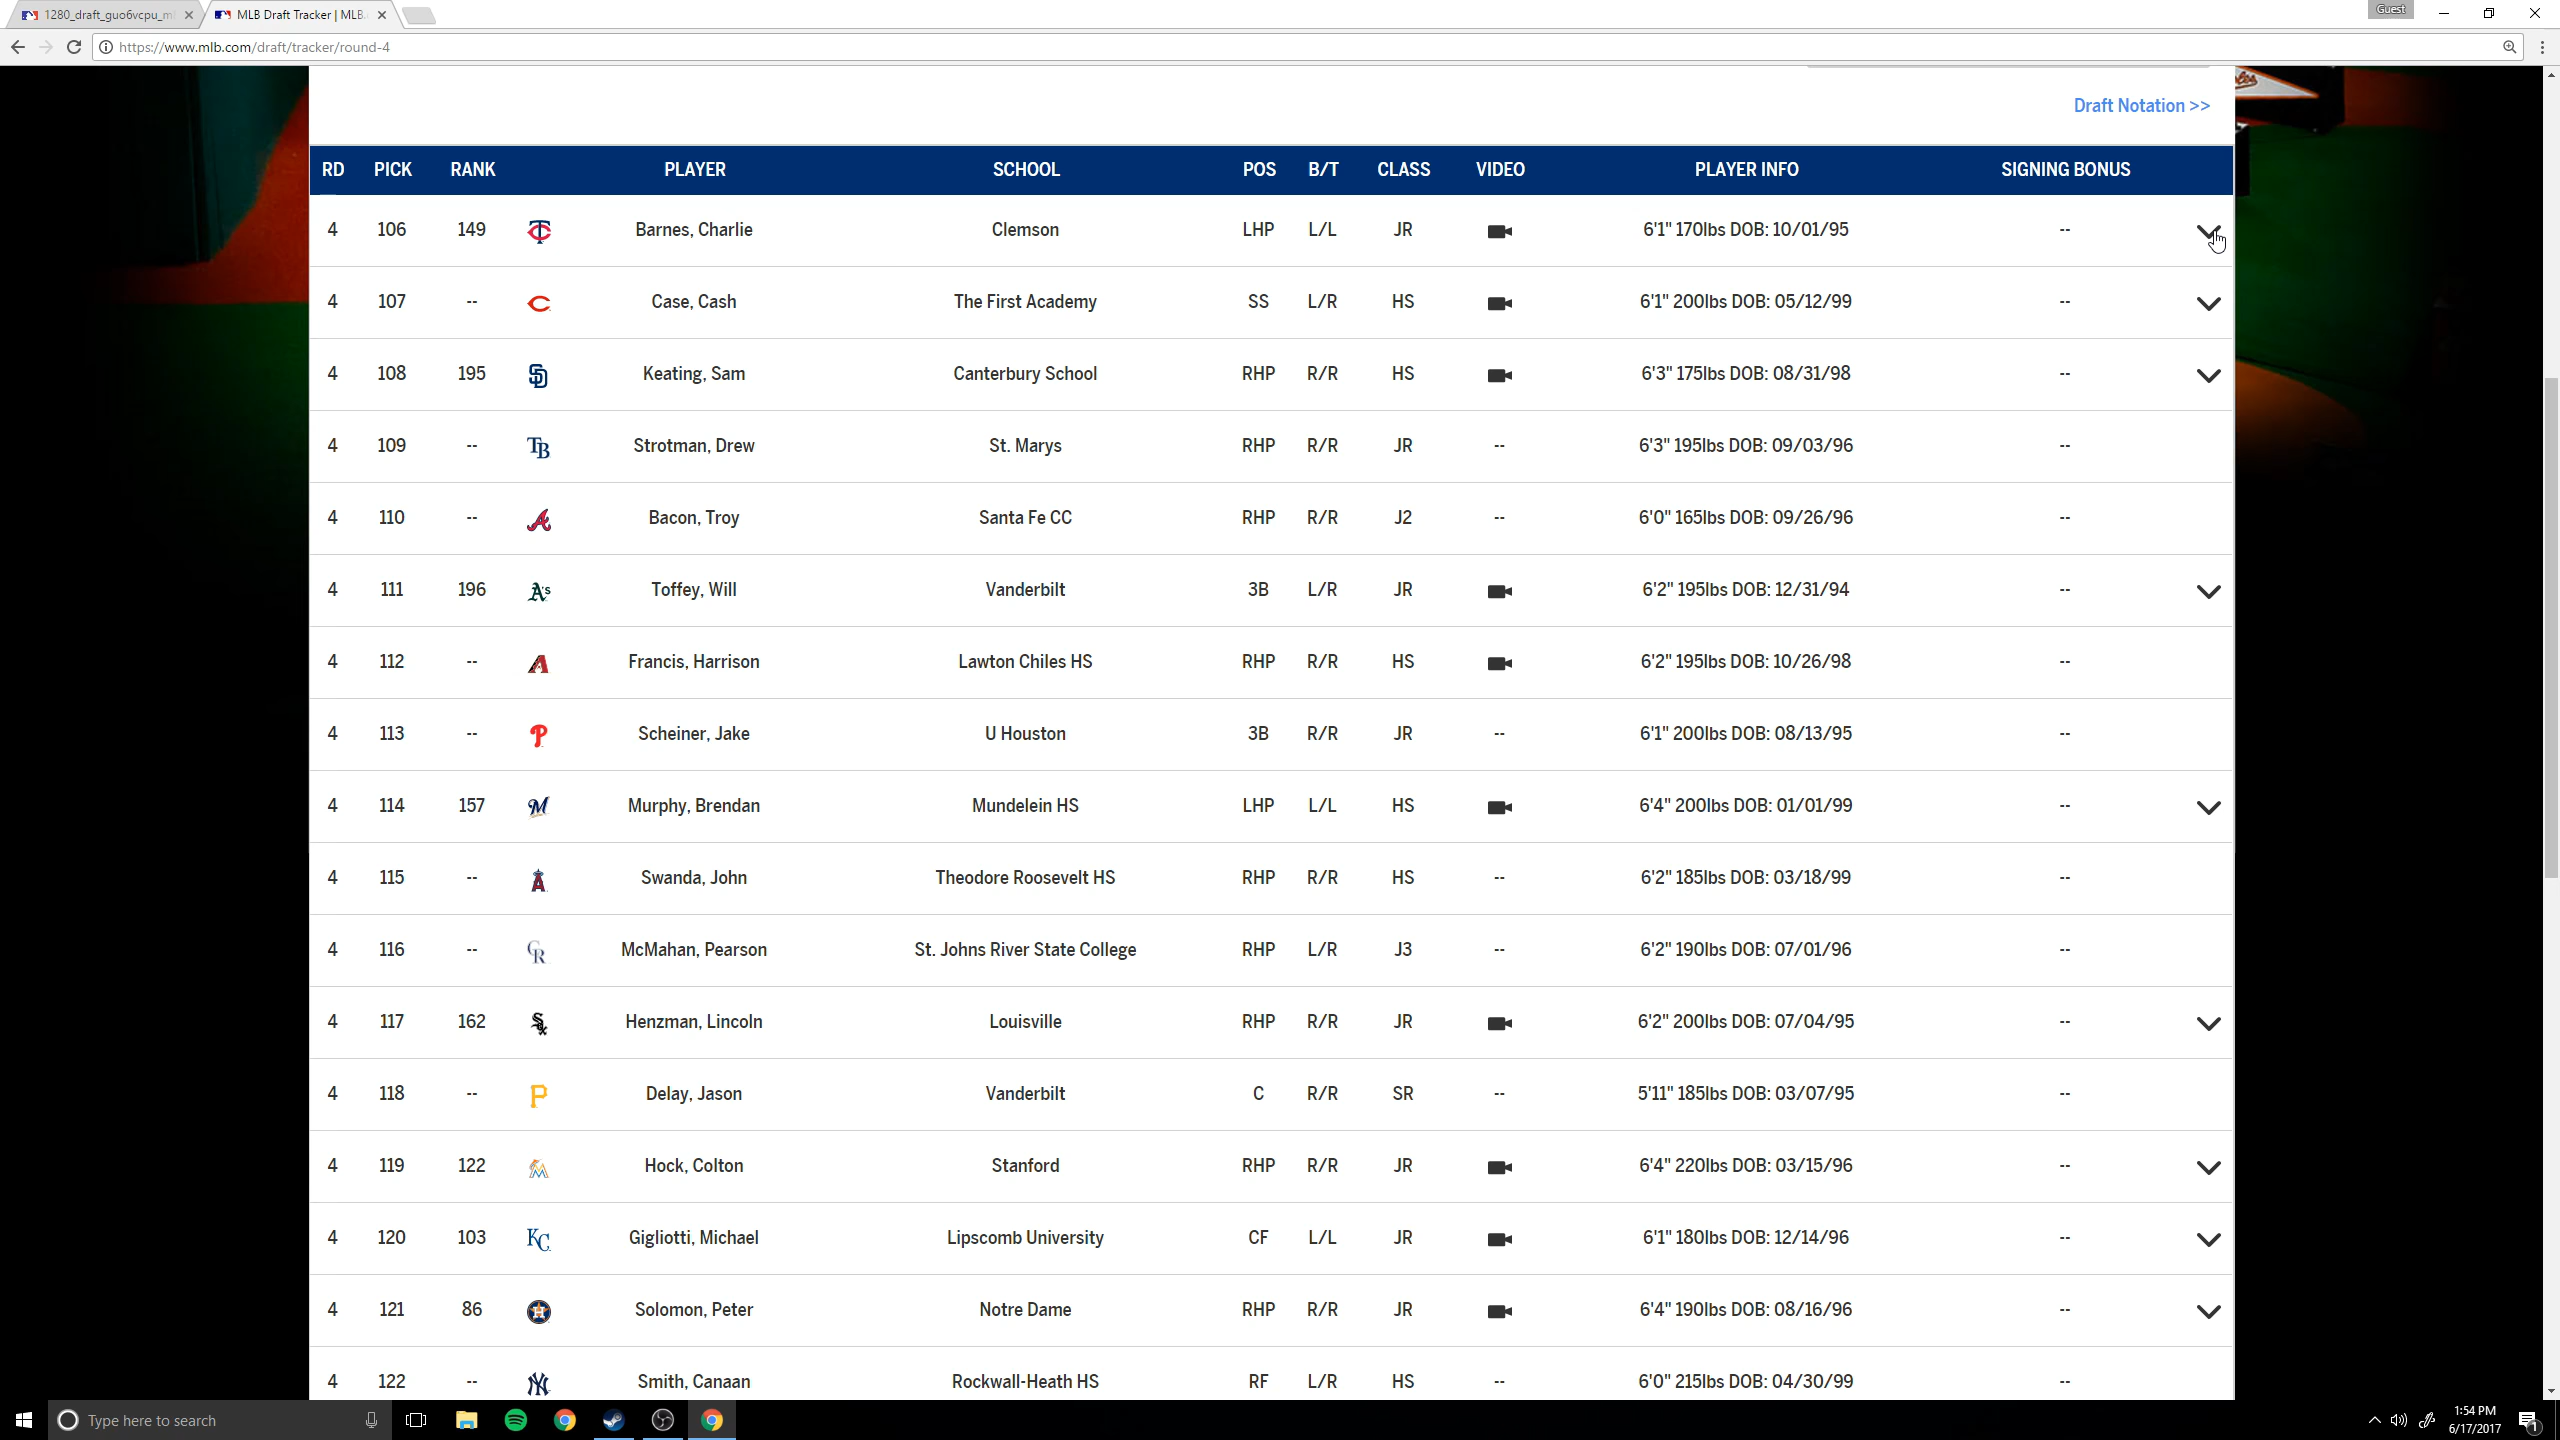 1280_draft_guo6vcpu_m
MLB Draft Tracker | MLB.
Guest
https://www.mlb.com/draft/tracker/round-4
Draft Notation >>
RD PICK RANK PLAYER SCHOOL POS B/T CLASS VIDEO PLAYER INFO SIGNING BONUS
4 106 149 Barnes, Charlie Clemson LHP L/L JR 6'1" 170lbs DOB: 10/01/95 --
4 107 -- Case, Cash The First Academy SS L/R HS 6'1" 200lbs DOB: 05/12/99 --
4 108 195 SD Keating, Sam Canterbury School RHP R/R HS 6'3" 175lbs DOB: 08/31/98 --
4 109 -- TB Strotman, Drew St. Marys RHP R/R JR -- 6'3" 195lbs DOB: 09/03/96 --
4 110 -- A Bacon, Troy Santa Fe CC RHP R/R J2 -- 6'0" 165lbs DOB: 09/26/96 --
4 111 196 A's Toffey, Will Vanderbilt 3B L/R JR 6'2" 195lbs DOB: 12/31/94 --
4 112 -- A Francis, Harrison Lawton Chiles HS RHP R/R HS 6'2" 195lbs DOB: 10/26/98 --
4 113 -- P Scheiner, Jake U Houston 3B R/R JR -- 6'1" 200lbs DOB: 08/13/95 --
4 114 157 M Murphy, Brendan Mundelein HS LHP L/L HS 6'4" 200lbs DOB: 01/01/99 --
4 115 -- A Swanda, John Theodore Roosevelt HS RHP R/R HS -- 6'2" 185lbs DOB: 03/18/99 --
4 116 -- CR McMahan, Pearson St. Johns River State College RHP L/R J3 -- 6'2" 190lbs DOB: 07/01/96 --
4 117 162 Sox Henzman, Lincoln Louisville RHP R/R JR 6'2" 200lbs DOB: 07/04/95 --
4 118 -- P Delay, Jason Vanderbilt C R/R SR -- 5'11" 185lbs DOB: 03/07/95 --
4 119 122 M Hock, Colton Stanford RHP R/R JR 6'4" 220lbs DOB: 03/15/96 --
4 120 103 KC Gigliotti, Michael Lipscomb University CF L/L JR 6'1" 180lbs DOB: 12/14/96 --
4 121 86 H Solomon, Peter Notre Dame RHP R/R JR 6'4" 190lbs DOB: 08/16/96 --
4 122 -- NY Smith, Canaan Rockwall-Heath HS RF L/R HS -- 6'0" 215lbs DOB: 04/30/99 --
Type here to search
1:54 PM
6/17/2017
1